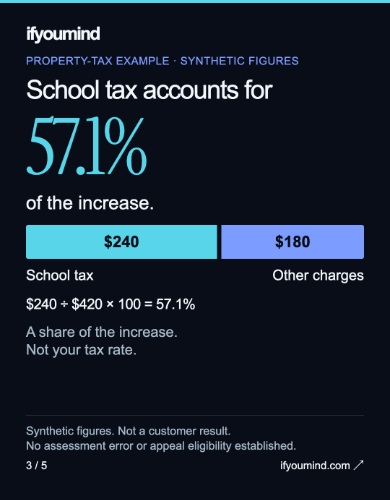 ifyoumind
PROPERTY-TAX EXAMPLE · SYNTHETIC FIGURES
School tax accounts for
57.1%
of the increase.
$240 $180
School tax Other charges
$240 ÷ $420 × 100 = 57.1%
A share of the increase.
Not your tax rate.
Synthetic figures. Not a customer result.
No assessment error or appeal eligibility established.
3 / 5 ifyoumind.com ↗